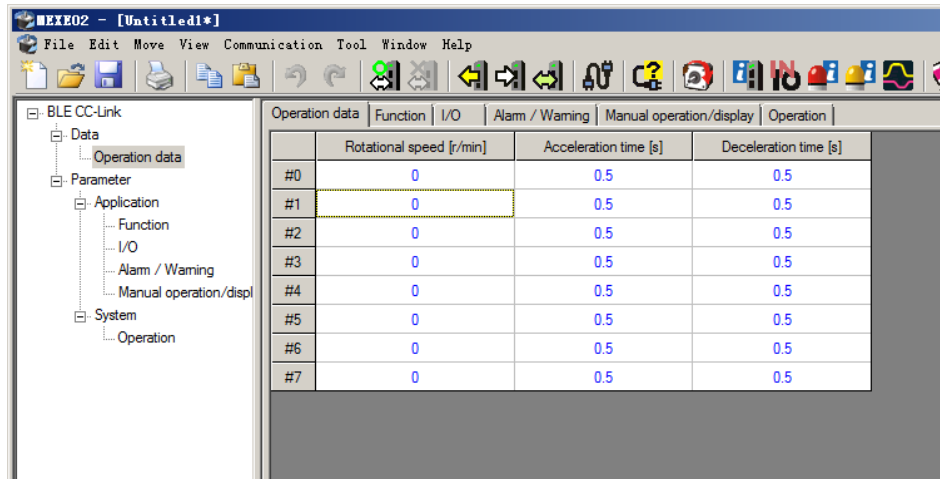 MEXE02 - [Untitled1*]
File Edit Move View Communication Tool Window Help
BLE CC-Link
Data
Operation data
Parameter
Application
Function
I/O
Alarm / Warning
Manual operation/displ
System
Operation
Operation data Function I/O Alarm / Warning Manual operation/display Operation
Rotational speed [r/min] Acceleration time [s] Deceleration time [s]
#0 0 0.5 0.5
#1 0 0.5 0.5
#2 0 0.5 0.5
#3 0 0.5 0.5
#4 0 0.5 0.5
#5 0 0.5 0.5
#6 0 0.5 0.5
#7 0 0.5 0.5